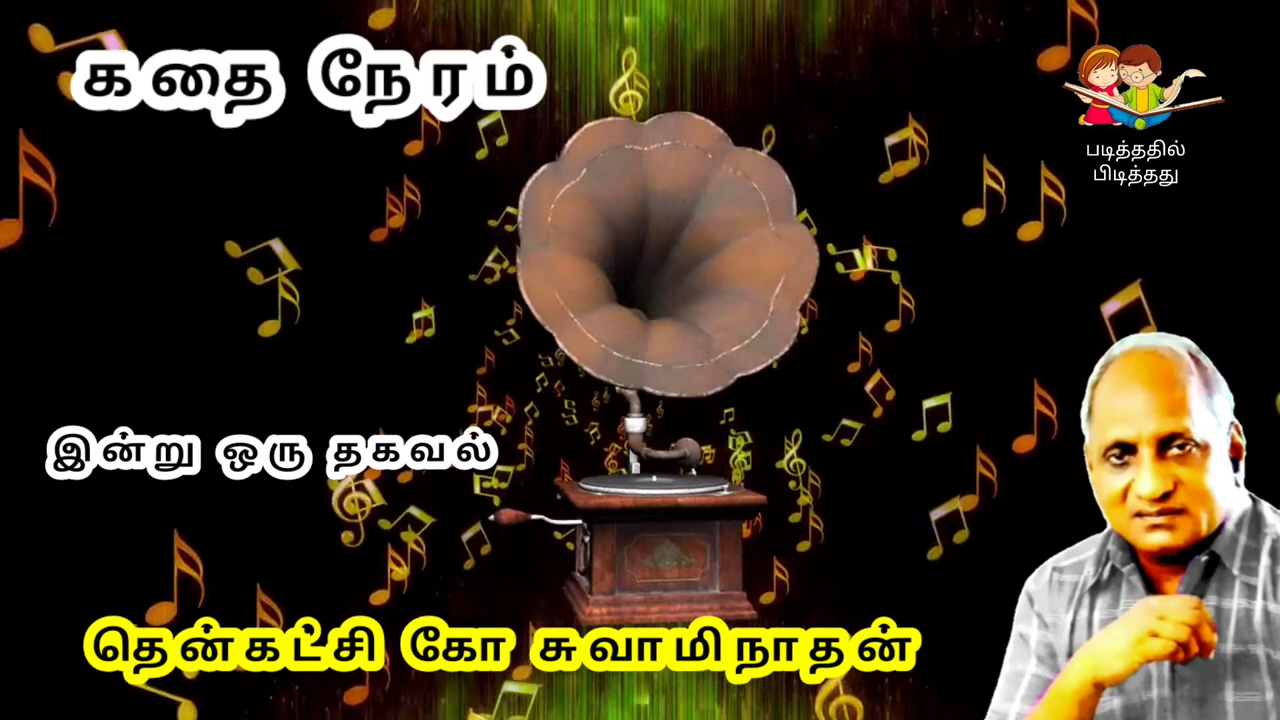 கதை நேரம்
படித்ததில்
பிடித்தது
இன்று ஒரு தகவல்
தென்கட்சி கோ சுவாமிநாதன்